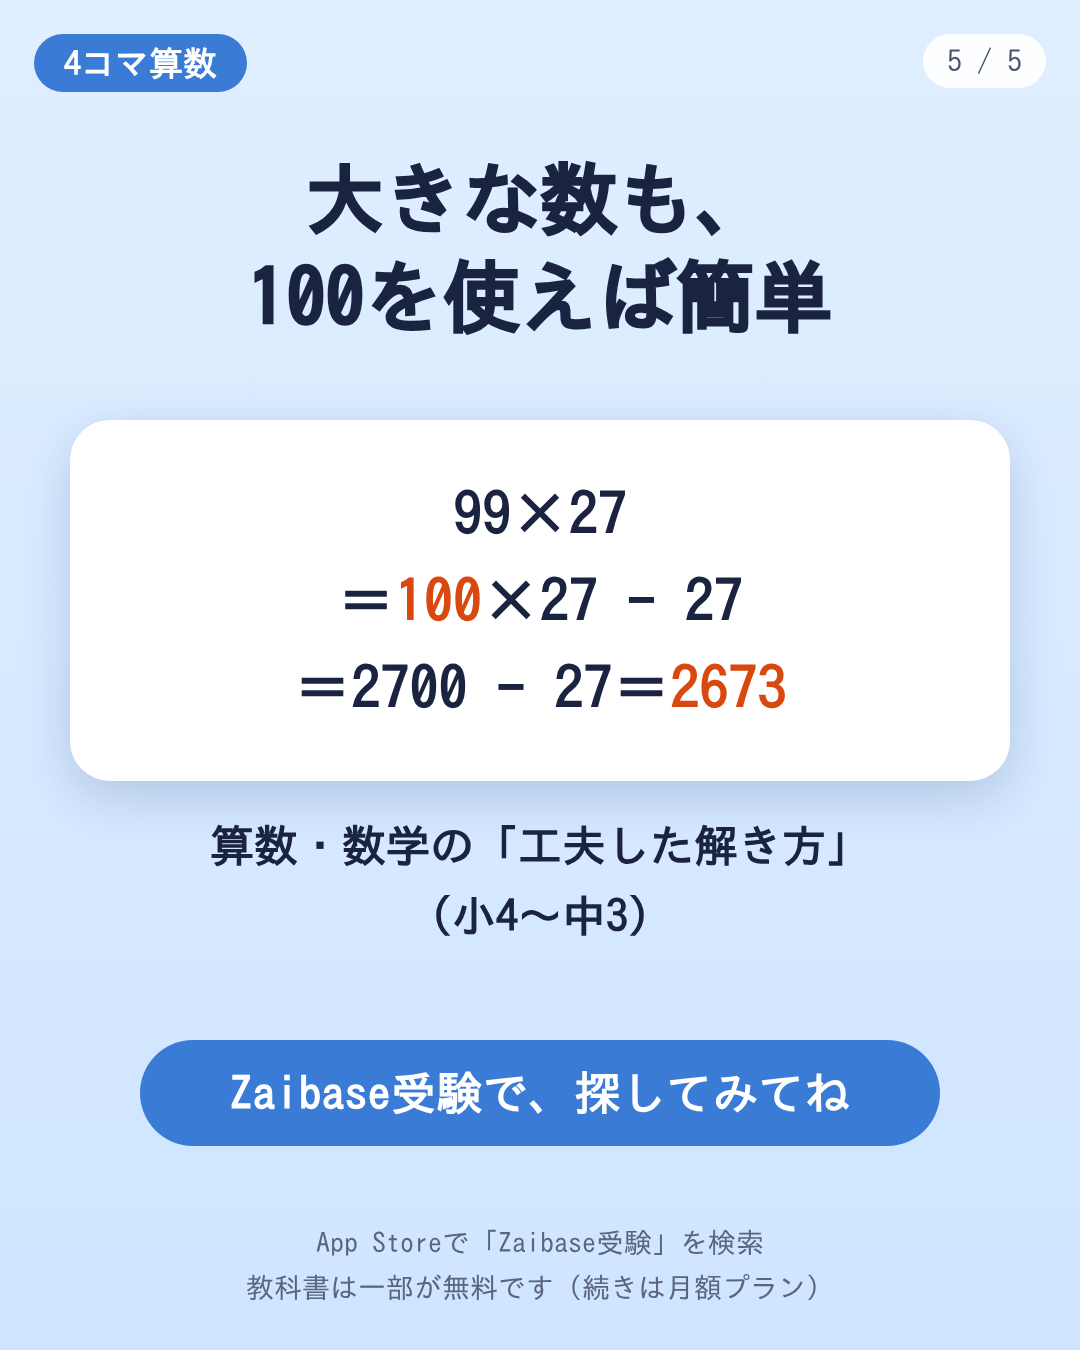 4コマ算数
5 / 5
大きな数も、
100を使えば簡単
99×27
=100×27 - 27
=2700 - 27=2673
算数・数学の「工夫した解き方」
(小4〜中3)
Zaibase受験で、探してみてね
App Storeで「Zaibase受験」を検索
教科書は一部が無料です（続きは月額プラン）